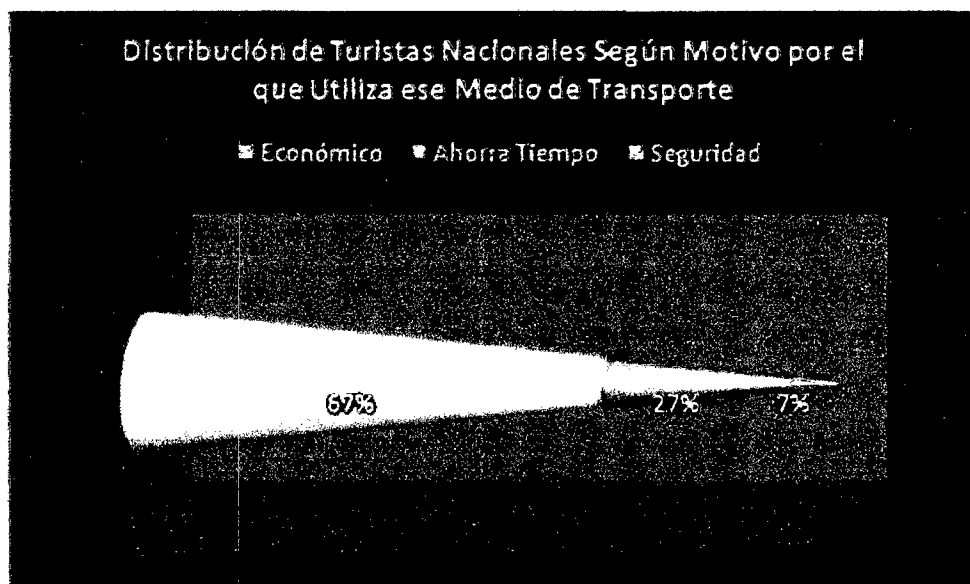 Distribución de Turistas Nacionales Según Motivo por el
que Utiliza ese Medio de Transporte
Económico Ahorra Tiempo Seguridad
67% 27% 7%